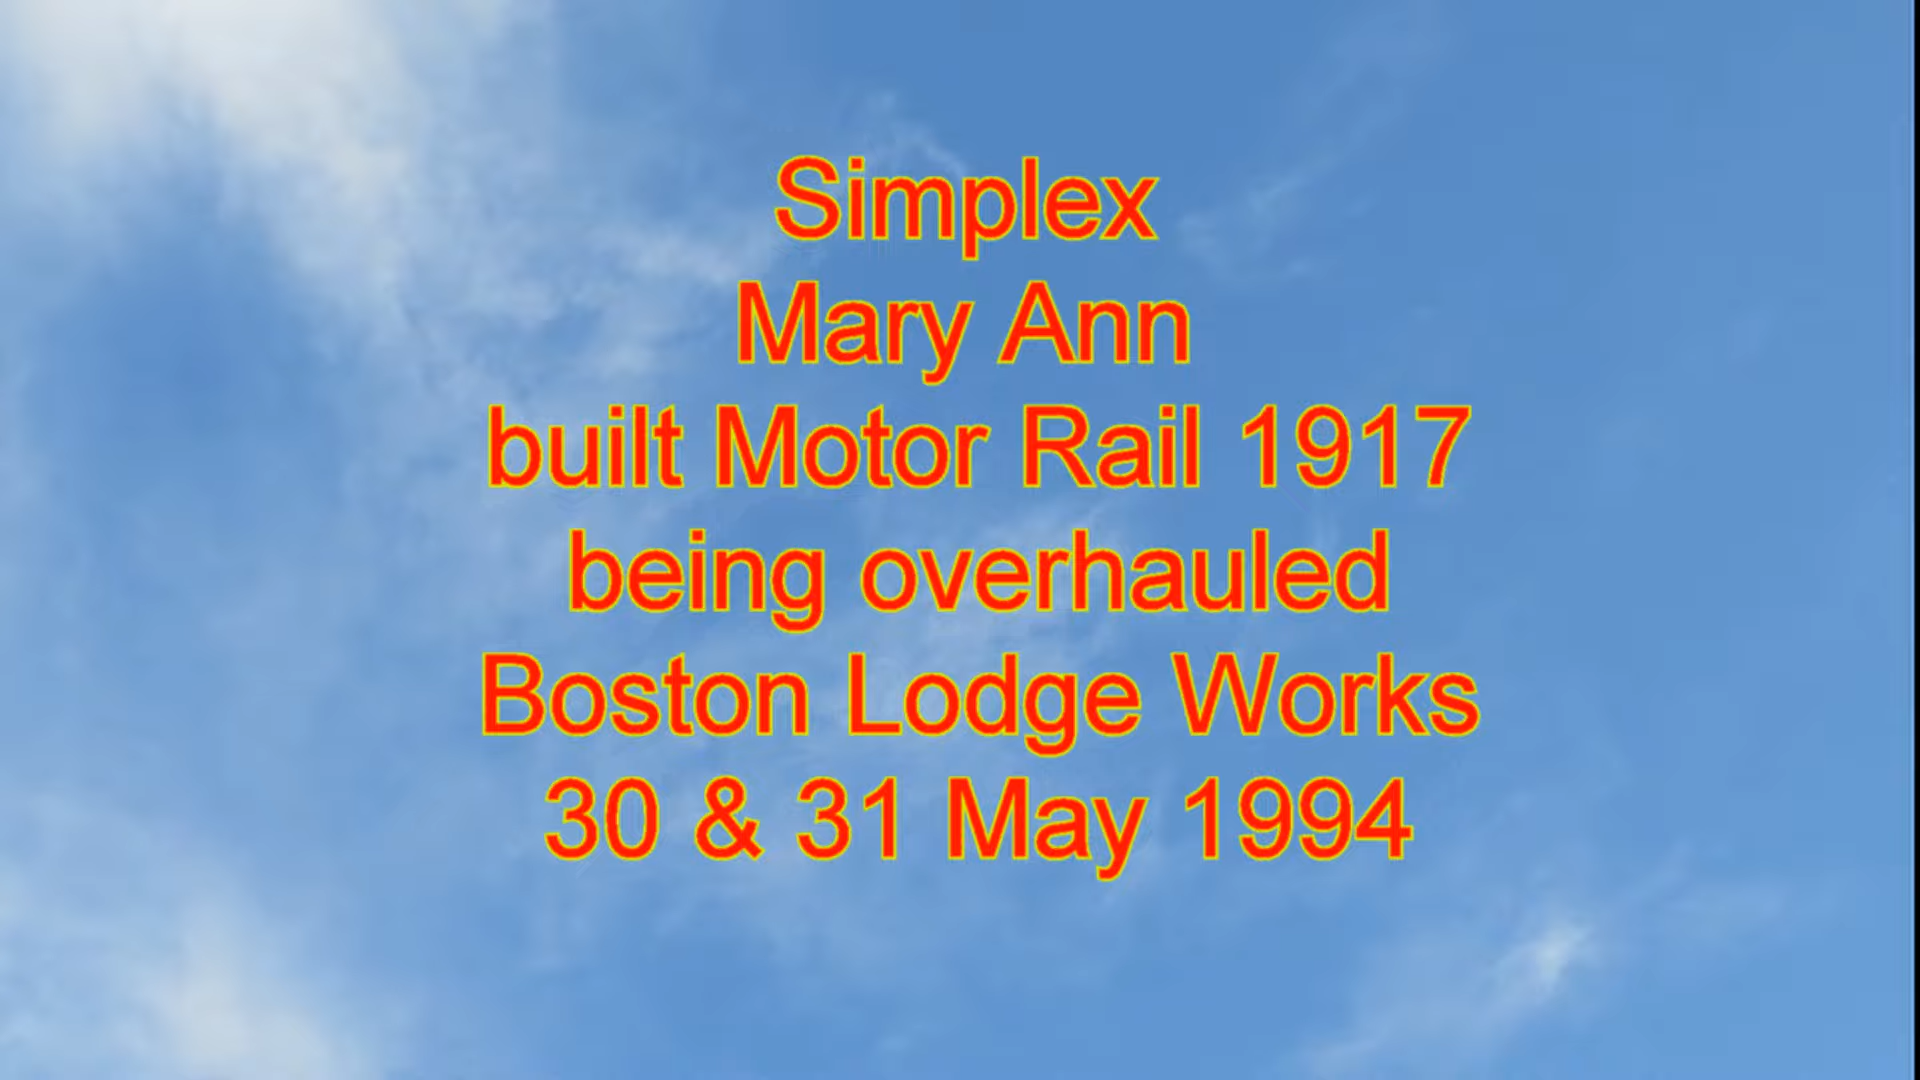 Simplex
Mary Ann
built Motor Rail 1917
being overhauled
Boston Lodge Works
30 & 31 May 1994